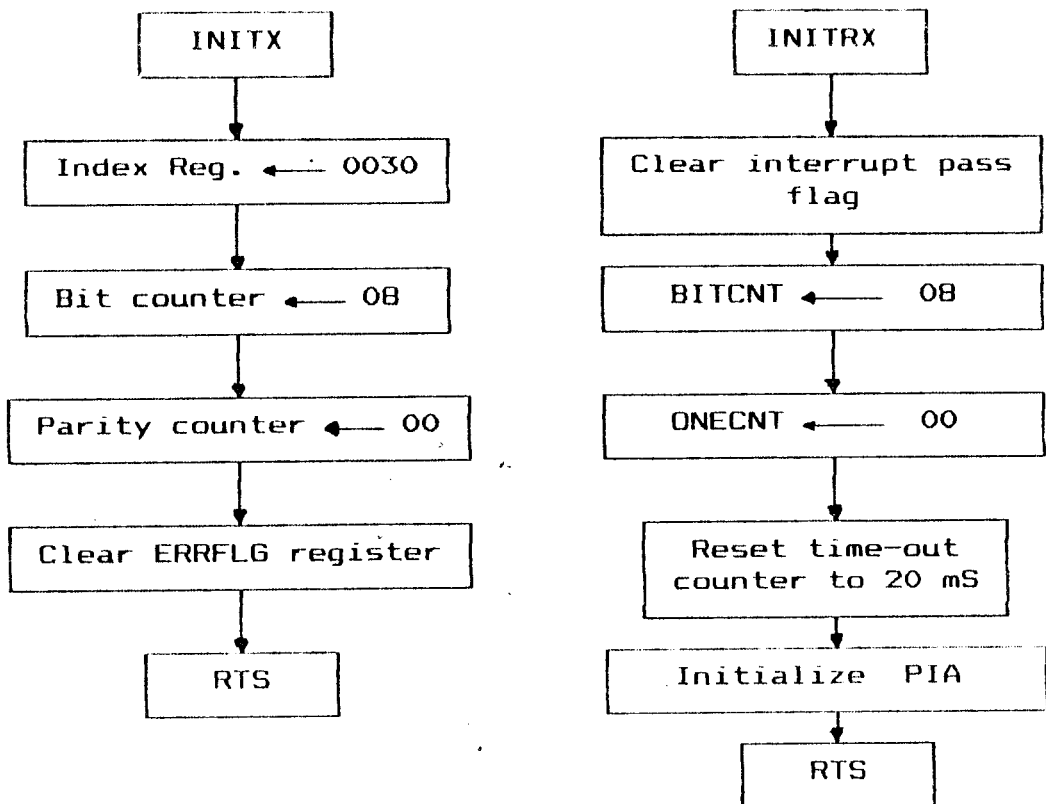 INITX
Index Reg. ← 0030
Bit counter ← 08
Parity counter ← 00
Clear ERRFLG register
RTS
INITRX
Clear interrupt pass
flag
BITCNT ← 08
ONECNT ← 00
Reset time-out
counter to 20 mS
Initialize PIA
RTS